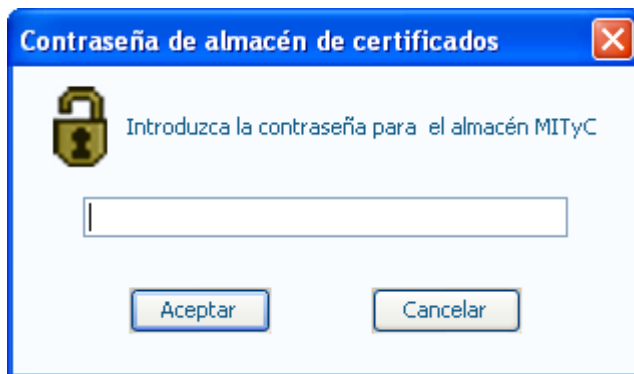 Contraseña de almacén de certificados
Introduzca la contraseña para el almacén MITyC
Aceptar
Cancelar